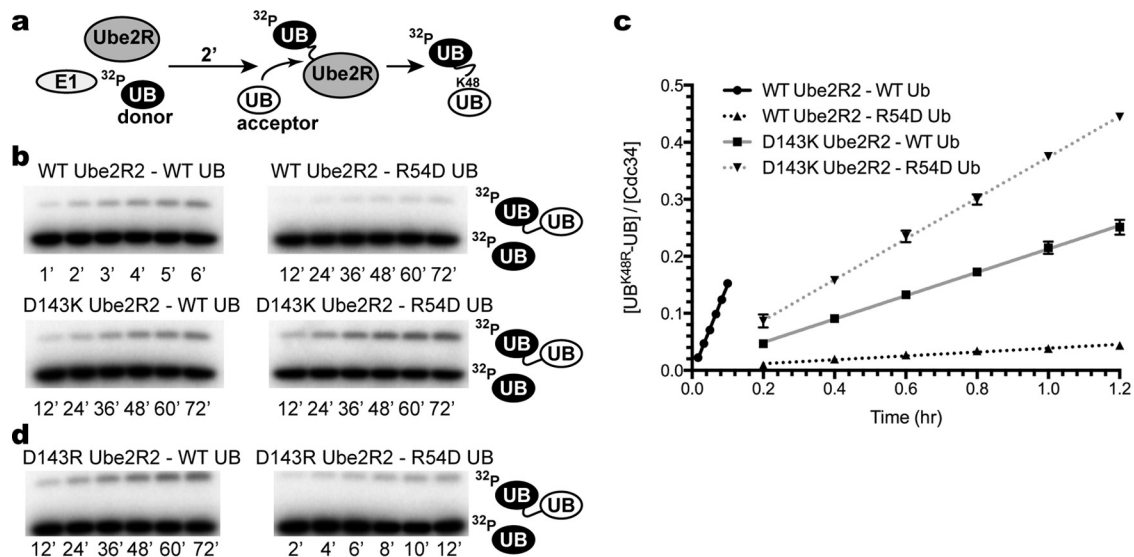 a
Ube2R
E1
32P
UB
donor
2'
UB
acceptor
32P
UB
Ube2R
32P
UB
K48
UB
b
WT Ube2R2 - WT UB
1' 2' 3' 4' 5' 6'
WT Ube2R2 - R54D UB
12' 24' 36' 48' 60' 72'
32P
UB UB
32P
UB
D143K Ube2R2 - WT UB
12' 24' 36' 48' 60' 72'
D143K Ube2R2 - R54D UB
12' 24' 36' 48' 60' 72'
32P
UB UB
32P
UB
c
WT Ube2R2 - WT Ub
WT Ube2R2 - R54D Ub
D143K Ube2R2 - WT Ub
D143K Ube2R2 - R54D Ub
[UBK48R-UB] / [Cdc34]
0.5
0.4
0.3
0.2
0.1
0.0
0.0 0.2 0.4 0.6 0.8 1.0 1.2
Time (hr)
d
D143R Ube2R2 - WT UB
12' 24' 36' 48' 60' 72'
D143R Ube2R2 - R54D UB
2' 4' 6' 8' 10' 12'
32P
UB UB
32P
UB